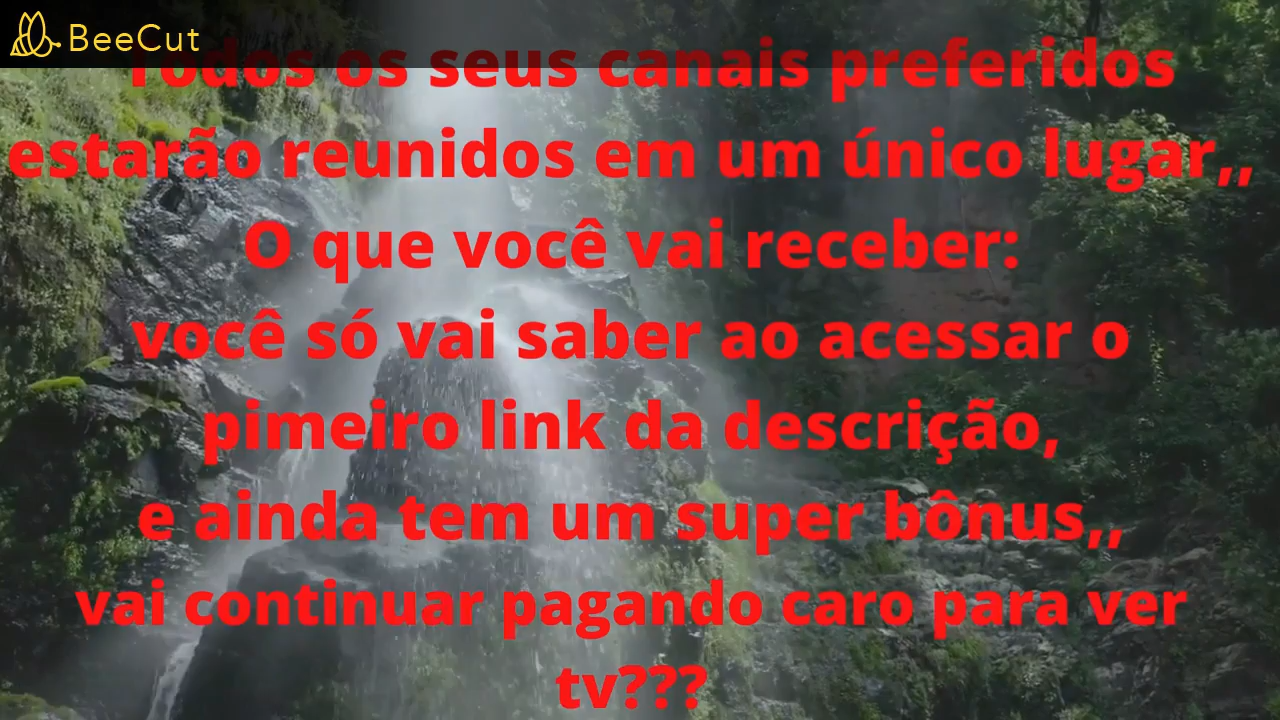 BeeCut
Todos os seus canais preferidos
estarão reunidos em um único lugar,,
O que você vai receber:
você só vai saber ao acessar o
pimeiro link da descrição,
e ainda tem um super bônus,,
vai continuar pagando caro para ver
tv???